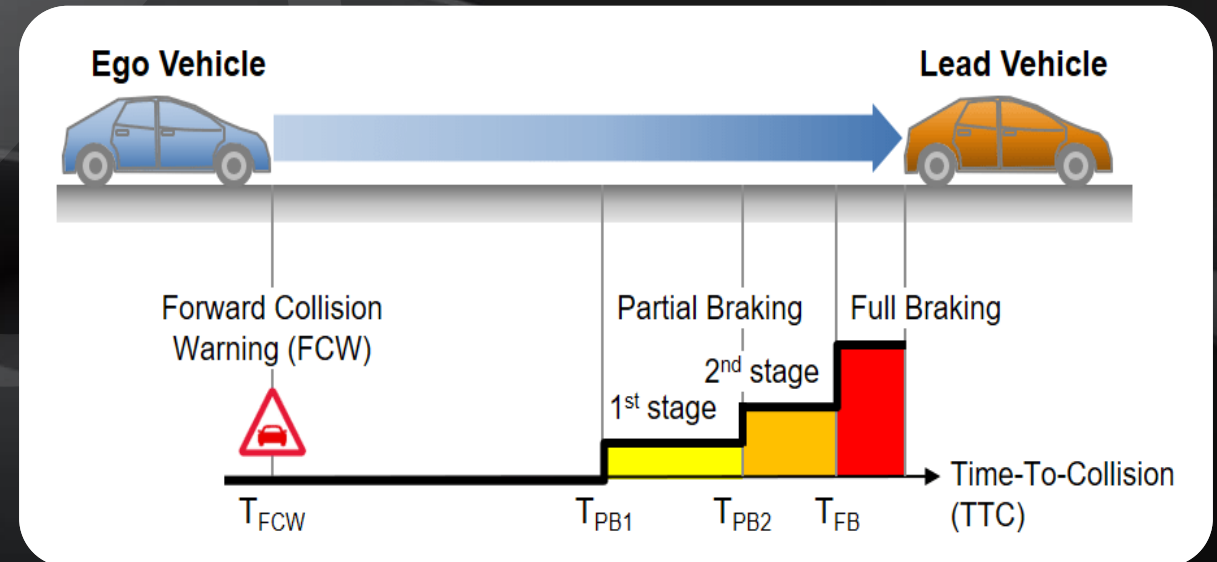 Ego Vehicle
Lead Vehicle
Forward Collision
Warning (FCW)
Partial Braking
Full Braking
2nd stage
1st stage
Time-To-Collision
(TTC)
TFCW
TPB1
TPB2
TFB